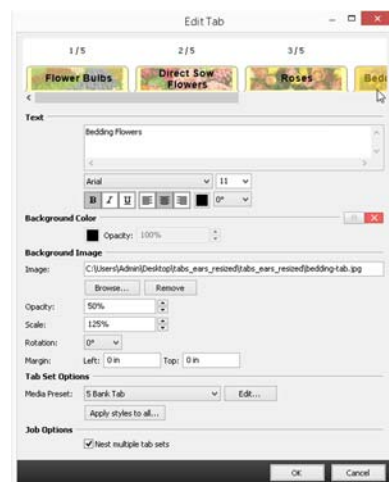 Edit Tab
1/5 2/5 3/5
Flower Bulbs Direct Sow Flowers Roses Bedd
Text
Bedding Flowers
Arial 11
B I U 0°
Background Color
Opacity: 100%
Background Image
Image: C:\Users\Admin\Desktop\tabs_ears_resized\tabs_ears_resized\bedding-tab.jpg
Browse... Remove
Opacity: 50%
Scale: 125%
Rotation: 0°
Margin: Left: 0 in Top: 0 in
Tab Set Options
Media Preset: 5 Bank Tab Edit...
Apply styles to all...
Job Options
Nest multiple tab sets
OK Cancel